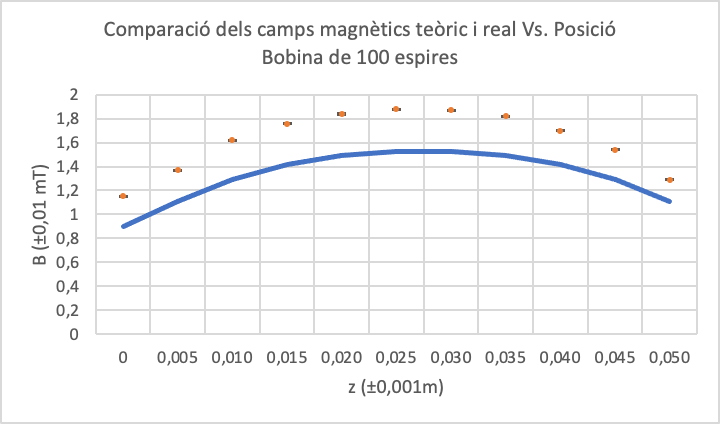 Comparació dels camps magnètics teòric i real Vs. Posició
Bobina de 100 espires
2
1,8
1,6
1,4
1,2
1
0,8
0,6
0,4
0,2
0
B (±0,01 mT)
0 0,005 0,010 0,015 0,020 0,025 0,030 0,035 0,040 0,045 0,050
z (±0,001m)